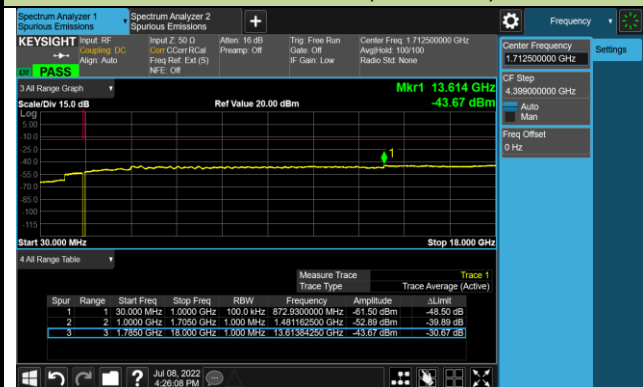 Spectrum Analyzer 1
Spurious Emissions
Spectrum Analyzer 2
Spurious Emissions
+
Frequency
KEYSIGHT
Input: RF
Coupling: DC
Align: Auto
Input Z: 50 Ω
Corr CCorr RCal
Freq Ref: Ext (S)
NFE: Off
Atten: 16 dB
Preamp: Off
Trig: Free Run
Gate: Off
IF Gain: Low
Center Freq: 1.712500000 GHz
Avg|Hold: 100/100
Radio Std: None
PASS
Center Frequency
1.712500000 GHz
Settings
CF Step
4.399000000 GHz
Auto
Man
Freq Offset
0 Hz
3 All Range Graph
Mkr1 13.614 GHz
Scale/Div 15.0 dB
Ref Value 20.00 dBm
-43.67 dBm
Log
5.00
-10.0
-25.0
-40.0
-55.0
-70.0
-85.0
-100
-115
1
Start 30.000 MHz
Stop 18.000 GHz
4 All Range Table
Measure Trace Trace 1
Trace Type Trace Average (Active)
Spur Range Start Freq Stop Freq RBW Frequency Amplitude ΔLimit
1 1 30.000 MHz 1.0000 GHz 100.0 kHz 872.9300000 MHz -61.50 dBm -48.50 dB
2 2 1.0000 GHz 1.7050 GHz 1.000 MHz 1.481162500 GHz -52.89 dBm -39.89 dB
3 3 1.7850 GHz 18.000 GHz 1.000 MHz 13.61384250 GHz -43.67 dBm -30.67 dB
?
Jul 08, 2022
4:26:08 PM